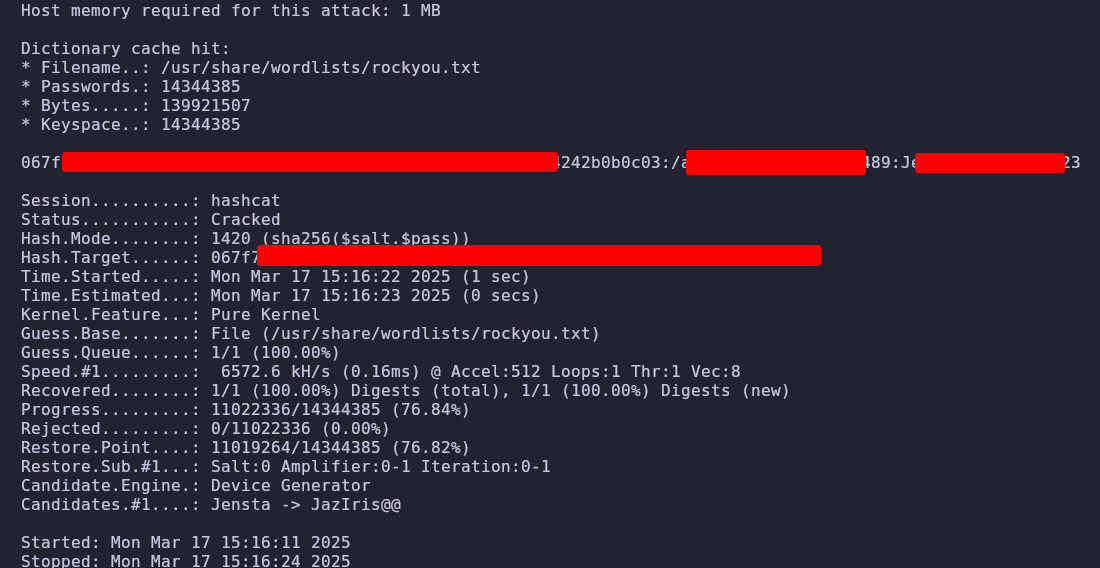 Host memory required for this attack: 1 MB
Dictionary cache hit:
* Filename..: /usr/share/wordlists/rockyou.txt
* Passwords.: 14344385
* Bytes.....: 139921507
* Keyspace..: 14344385
067f 4242b0b0c03:/a 489:Je 23
Session..........: hashcat
Status...........: Cracked
Hash.Mode........: 1420 (sha256($salt.$pass))
Hash.Target......: 067f7
Time.Started.....: Mon Mar 17 15:16:22 2025 (1 sec)
Time.Estimated...: Mon Mar 17 15:16:23 2025 (0 secs)
Kernel.Feature...: Pure Kernel
Guess.Base.......: File (/usr/share/wordlists/rockyou.txt)
Guess.Queue......: 1/1 (100.00%)
Speed.#1.........:  6572.6 kH/s (0.16ms) @ Accel:512 Loops:1 Thr:1 Vec:8
Recovered........: 1/1 (100.00%) Digests (total), 1/1 (100.00%) Digests (new)
Progress.........: 11022336/14344385 (76.84%)
Rejected.........: 0/11022336 (0.00%)
Restore.Point....: 11019264/14344385 (76.82%)
Restore.Sub.#1...: Salt:0 Amplifier:0-1 Iteration:0-1
Candidate.Engine.: Device Generator
Candidates.#1....: Jensta -> JazIris@@
Started: Mon Mar 17 15:16:11 2025
Stopped: Mon Mar 17 15:16:24 2025